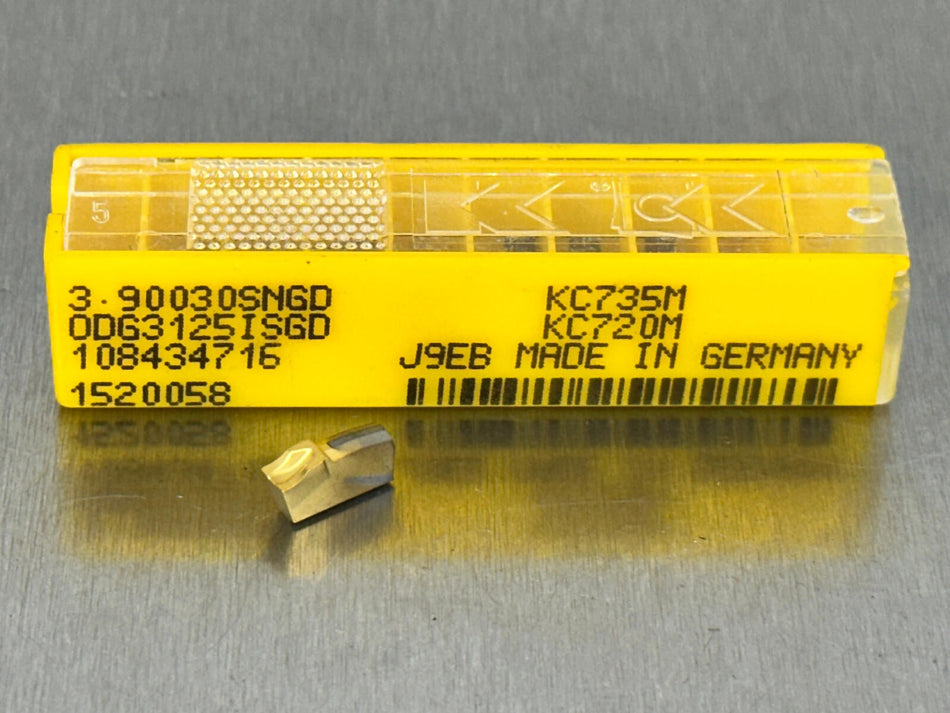 5
3.90030SNGD KC735M
ODG3125ISGD KC720M
108434716 J9EB MADE IN GERMANY
1520058